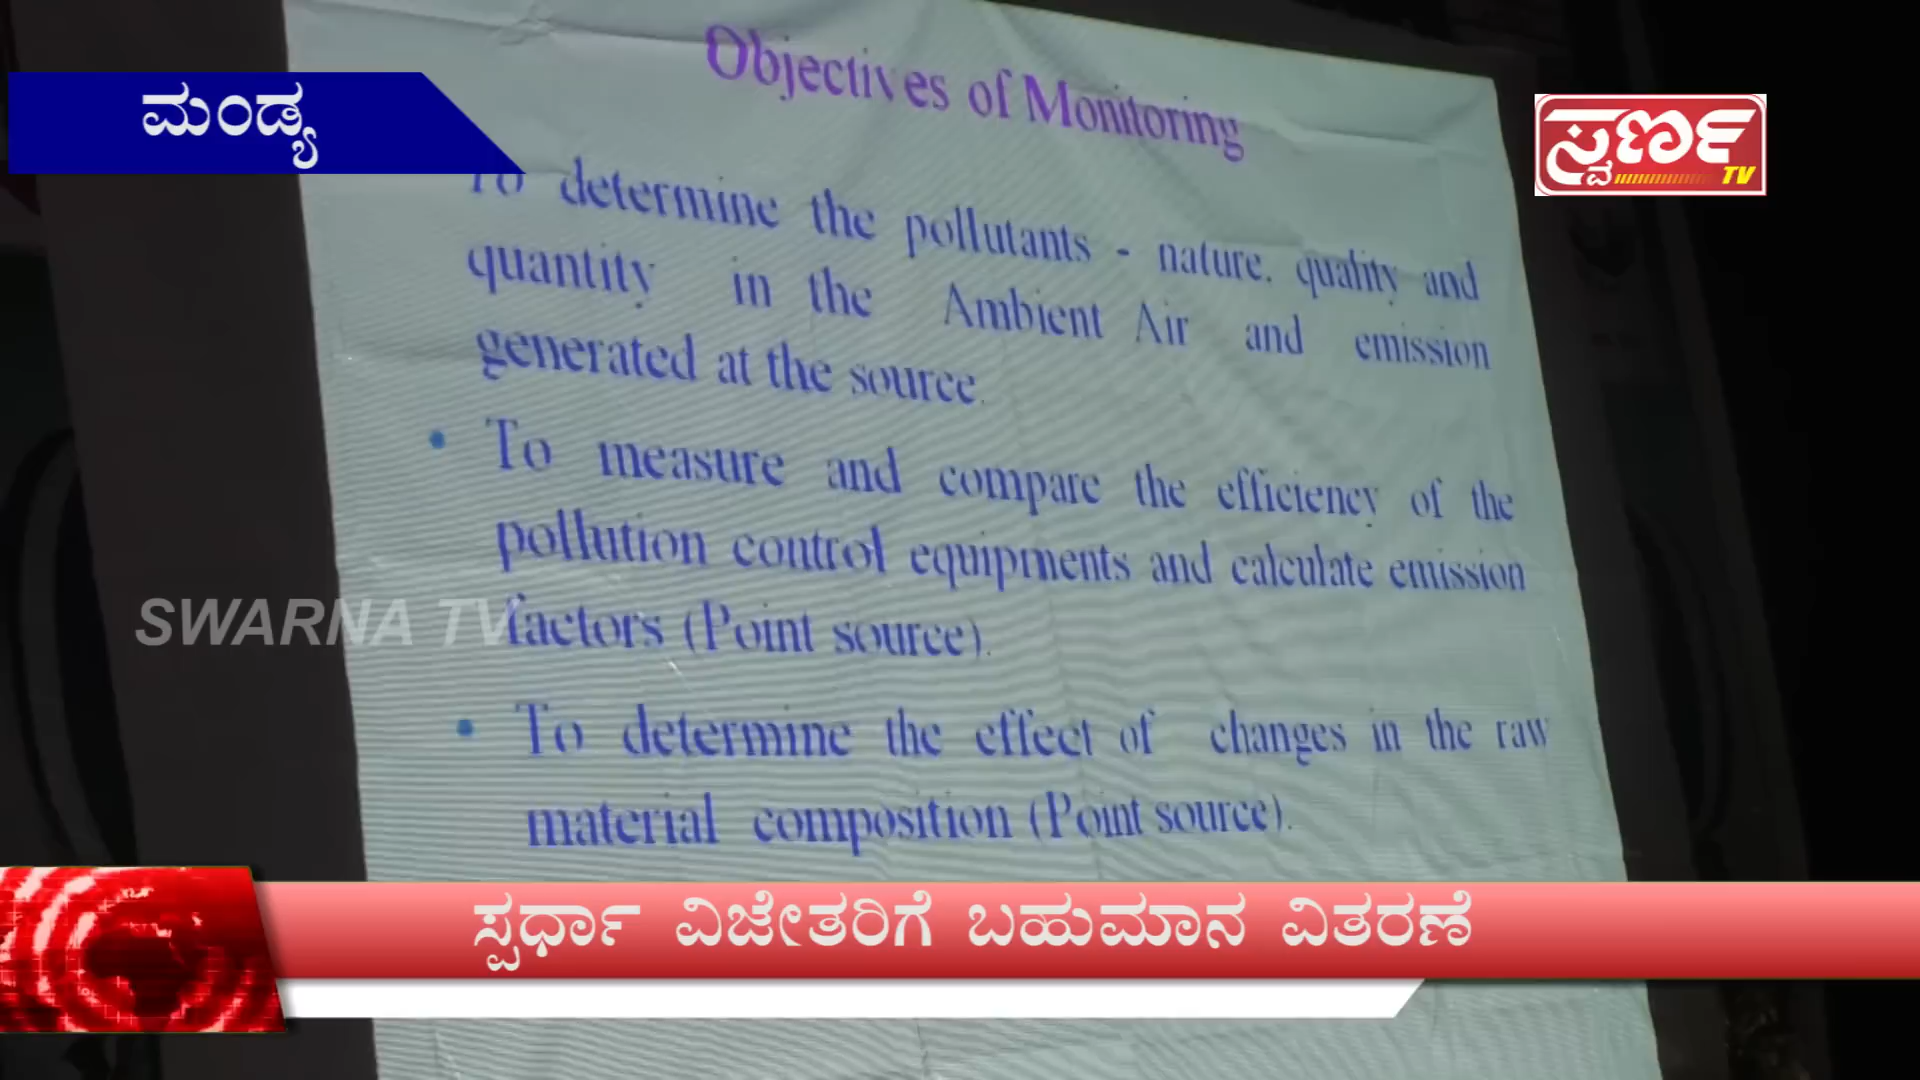 Objectives of Monitoring
ಮಂಡ್ಯ
ಸ್ವರ್ಣ
TV
To determine the pollutants - nature, quality and
quantity in the Ambient Air and emission
generated at the source.
• To measure and compare the efficiency of the
pollution control equipments and calculate emission
factors (Point source).
SWARNA TV
• To determine the effect of changes in the raw
material composition (Point source).
ಸ್ಪರ್ಧಾ ವಿಜೇತರಿಗೆ ಬಹುಮಾನ ವಿತರಣೆ